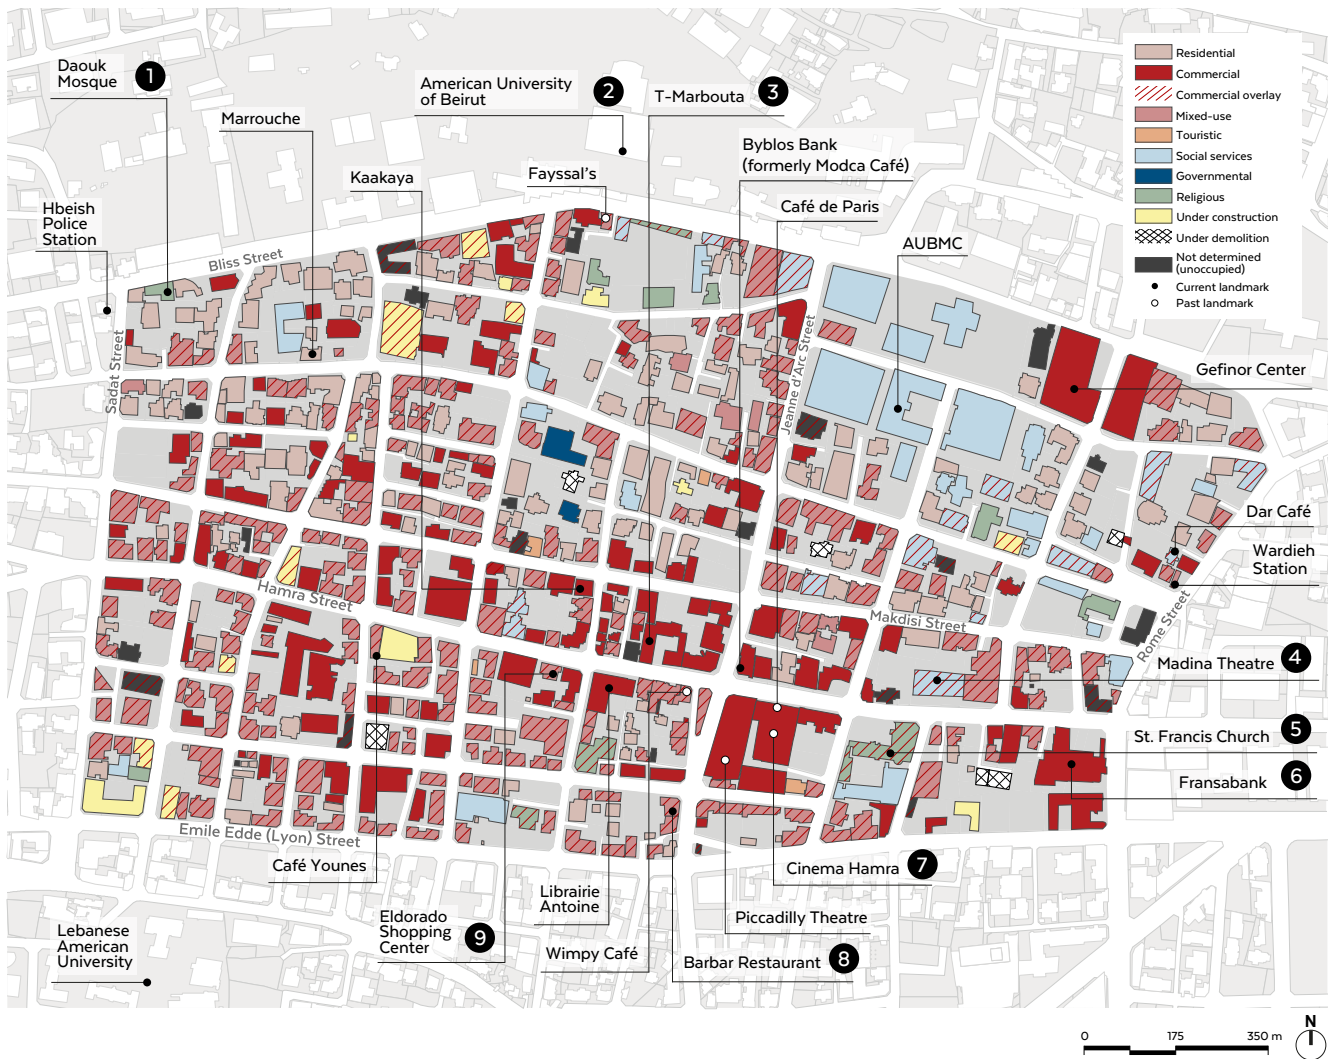 Daouk
Mosque
1
Marrouche
American University
of Beirut
2
T-Marbouta
3
Kaakaya
Fayssal's
Byblos Bank
(formerly Modca Café)
Café de Paris
AUBMC
Hbeish
Police
Station
Residential
Commercial
Commercial overlay
Mixed-use
Touristic
Social services
Governmental
Religious
Under construction
Under demolition
Not determined
(unoccupied)
Current landmark
Past landmark
Bliss Street
Sadat Street
Jeanne d'Arc Street
Gefinor Center
Dar Café
Wardieh
Station
Hamra Street
Makdisi Street
Rome Street
Madina Theatre
4
St. Francis Church
5
Fransabank
6
Emile Edde (Lyon) Street
Café Younes
Cinema Hamra
7
Librairie
Antoine
Piccadilly Theatre
Eldorado
Shopping
Center
9
Wimpy Café
Barbar Restaurant
8
Lebanese
American
University
N
0
175
350 m